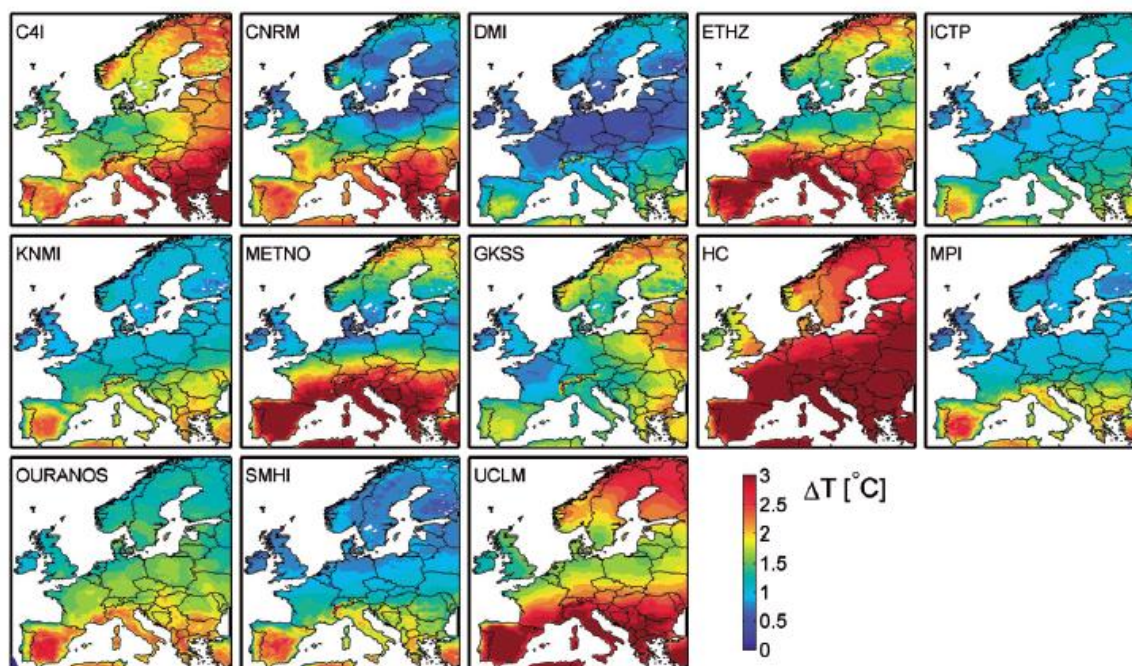 C4I
CNRM
DMI
ETHZ
ICTP
KNMI
METNO
GKSS
HC
MPI
OURANOS
SMHI
UCLM
ΔT [°C]
3
2.5
2
1.5
1
0.5
0